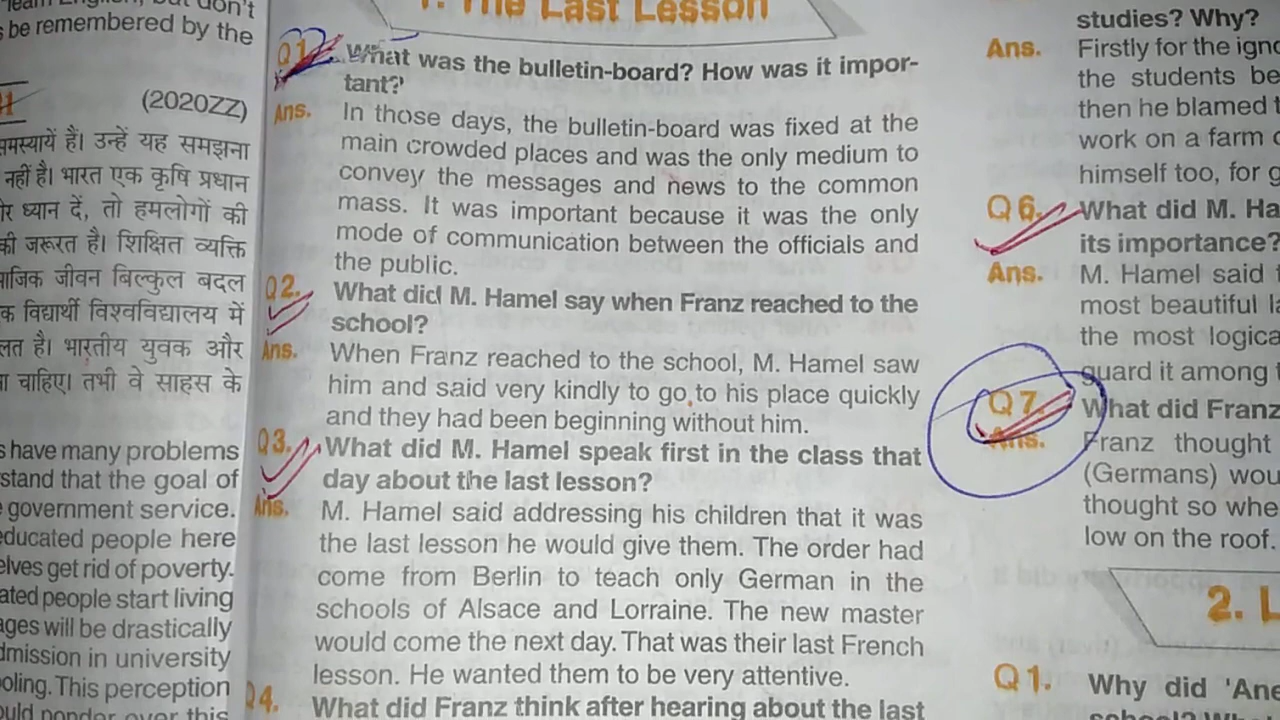 don't
be remembered by the
(2020ZZ)
समस्यायें हैं। उन्हें यह समझना
नहीं है। भारत एक कृषि प्रधान
ध्यान दें, तो हमलोगों की
की जरूरत है। शिक्षित व्यक्ति
जीवन बिल्कुल बदल
विद्यार्थी विश्वविद्यालय में
है। भारतीय युवक और
चाहिए। तभी वे साहस के
have many problems
stand that the goal of
government service.
educated people here
elves get rid of poverty.
ated people start living
ages will be drastically
dmission in university
ooling. This perception
ould ponder over this
1. The Last Lesson
Q1. What was the bulletin-board? How was it impor-
tant?
Ans. In those days, the bulletin-board was fixed at the
main crowded places and was the only medium to
convey the messages and news to the common
mass. It was important because it was the only
mode of communication between the officials and
the public.
Q2. What did M. Hamel say when Franz reached to the
school?
Ans. When Franz reached to the school, M. Hamel saw
him and said very kindly to go to his place quickly
and they had been beginning without him.
Q3. What did M. Hamel speak first in the class that
day about the last lesson?
Ans. M. Hamel said addressing his children that it was
the last lesson he would give them. The order had
come from Berlin to teach only German in the
schools of Alsace and Lorraine. The new master
would come the next day. That was their last French
lesson. He wanted them to be very attentive.
Q4. What did Franz think after hearing about the last
studies? Why?
Ans. Firstly for the igno
the students be
then he blamed
work on a farm
himself too, for g
Q6. What did M. Ha
its importance?
Ans. M. Hamel said
most beautiful la
the most logica
guard it among
Q7. What did Franz
Ans. Franz thought
(Germans) wou
thought so whe
low on the roof.
2. L
Q1. Why did 'Ane
school?